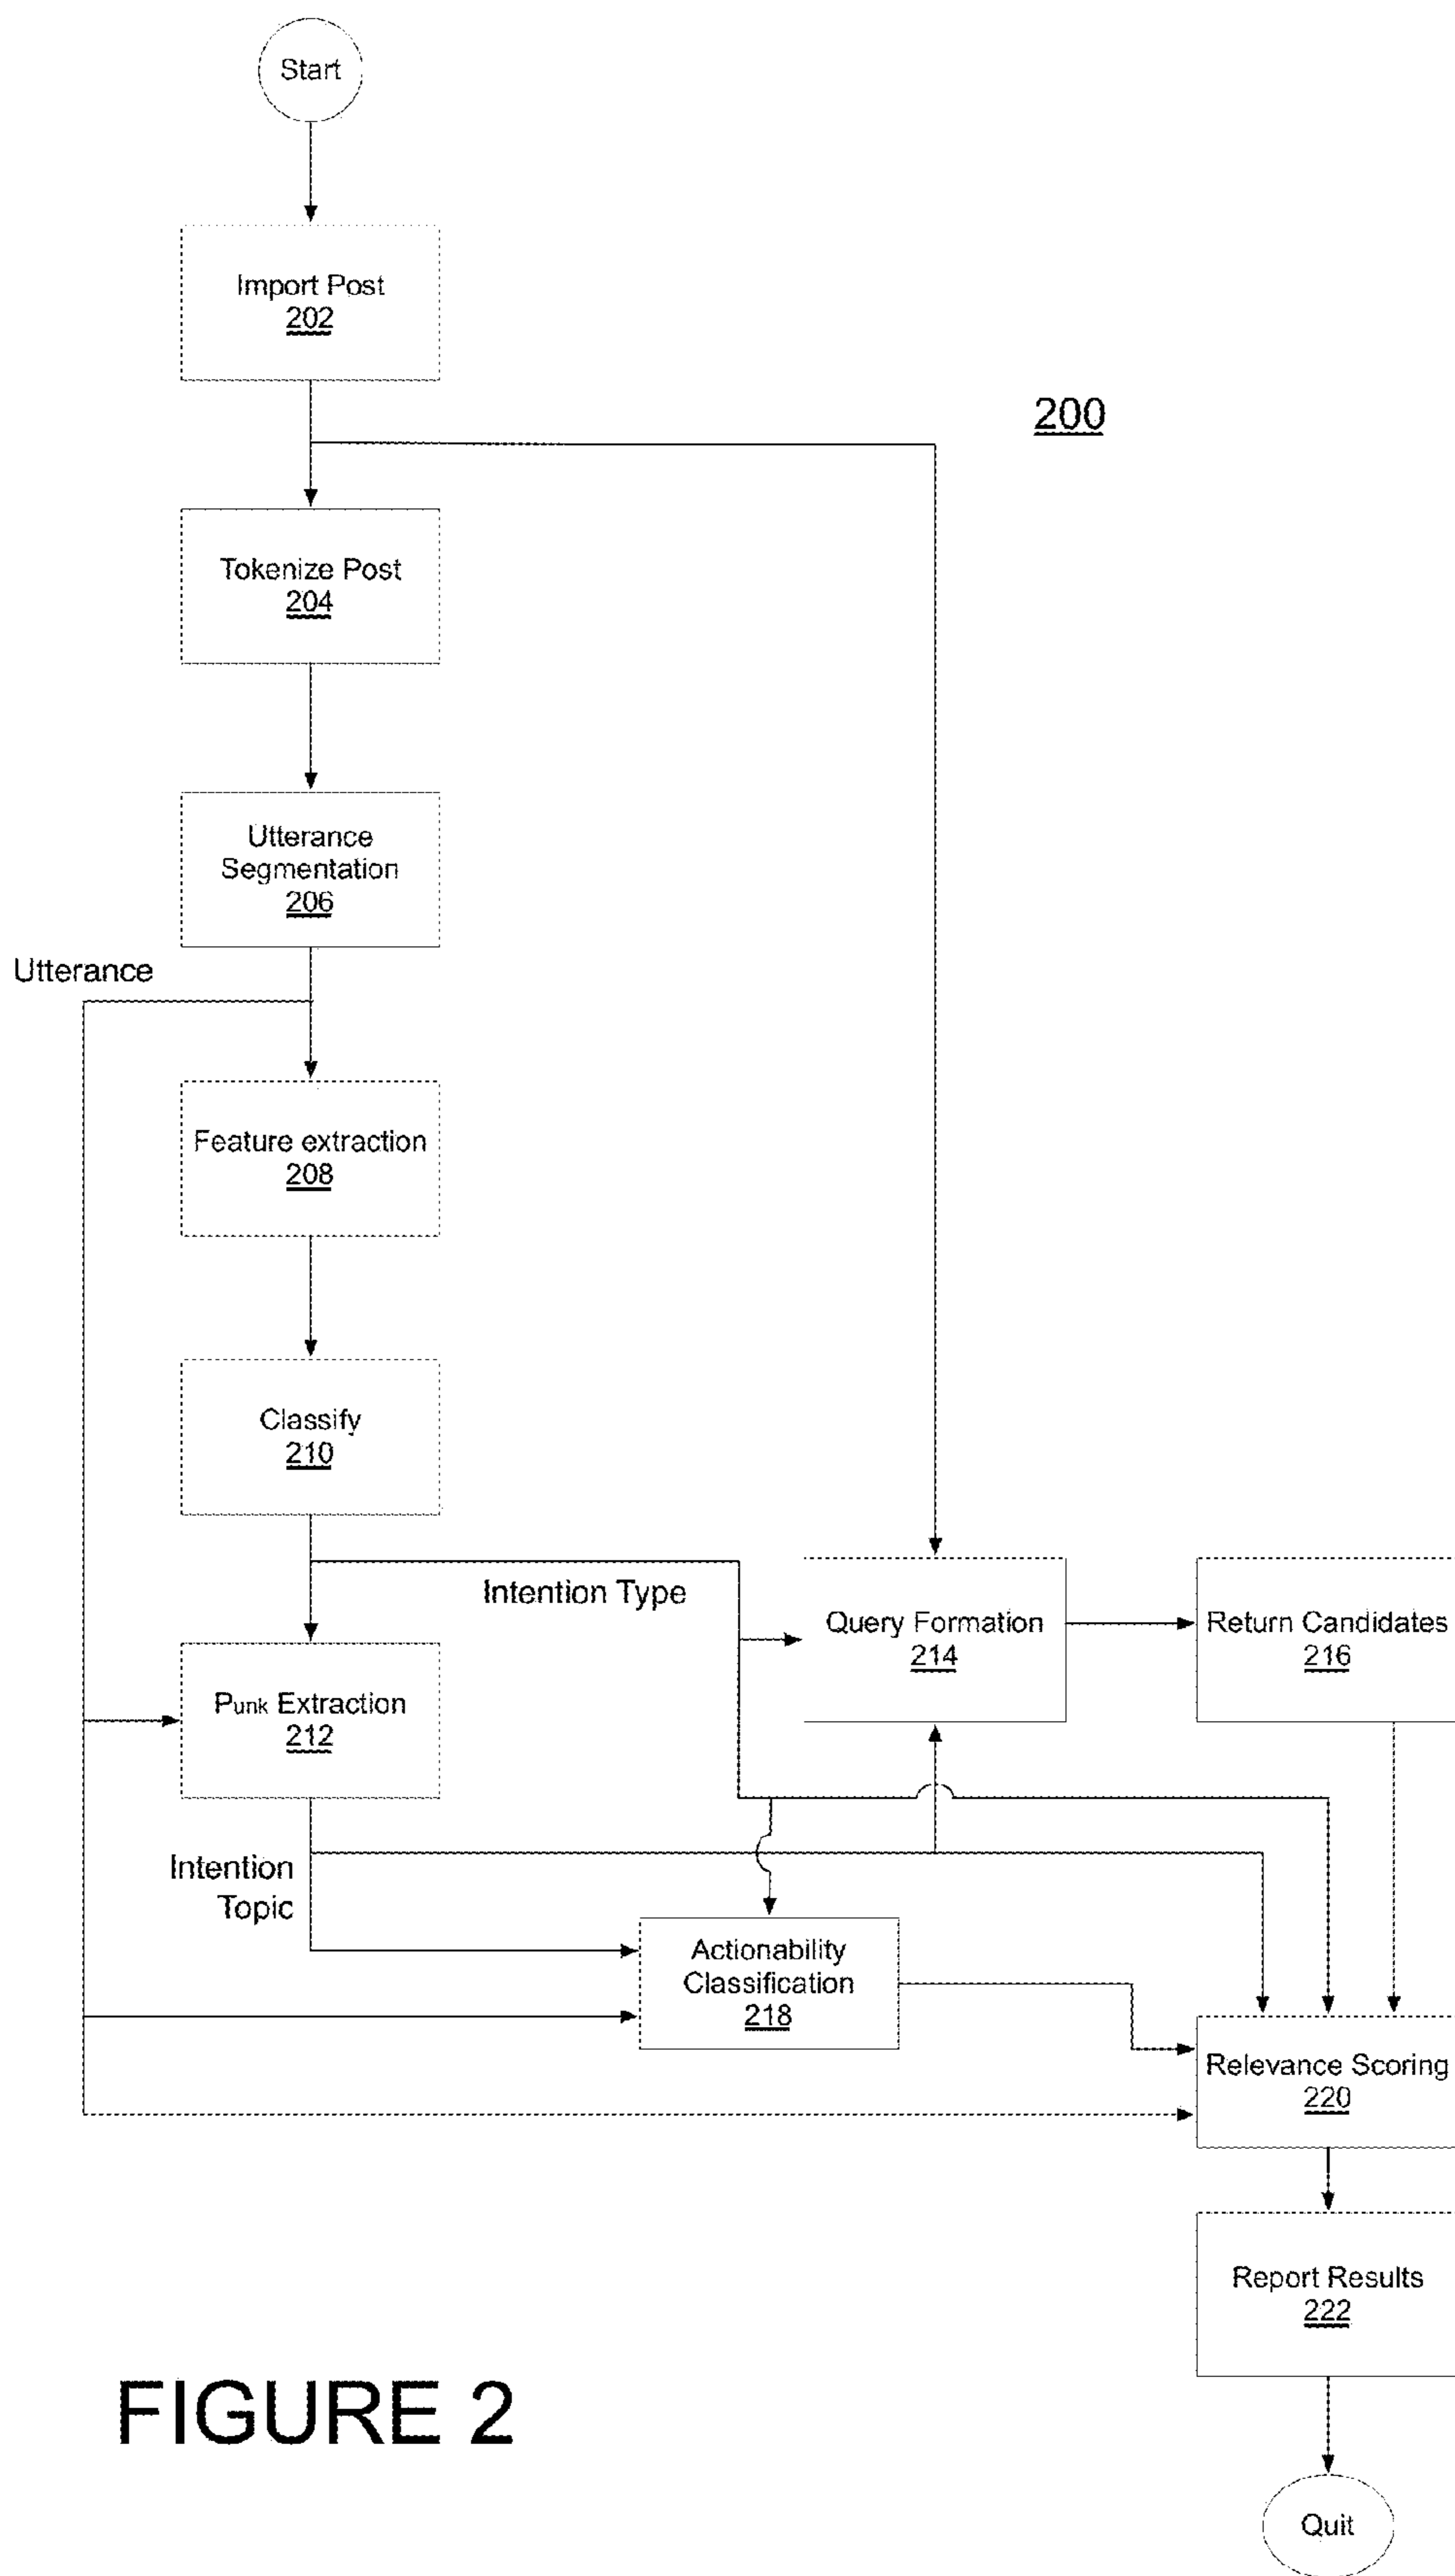 Start
Import Post
202
200
Tokenize Post
204
Utterance
Segmentation
206
Utterance
Feature extraction
208
Classify
210
Intention Type
Query Formation
214
Return Candidates
216
Punk Extraction
212
Intention
Topic
Actionability
Classification
218
Relevance Scoring
220
Report Results
222
FIGURE 2
Quit